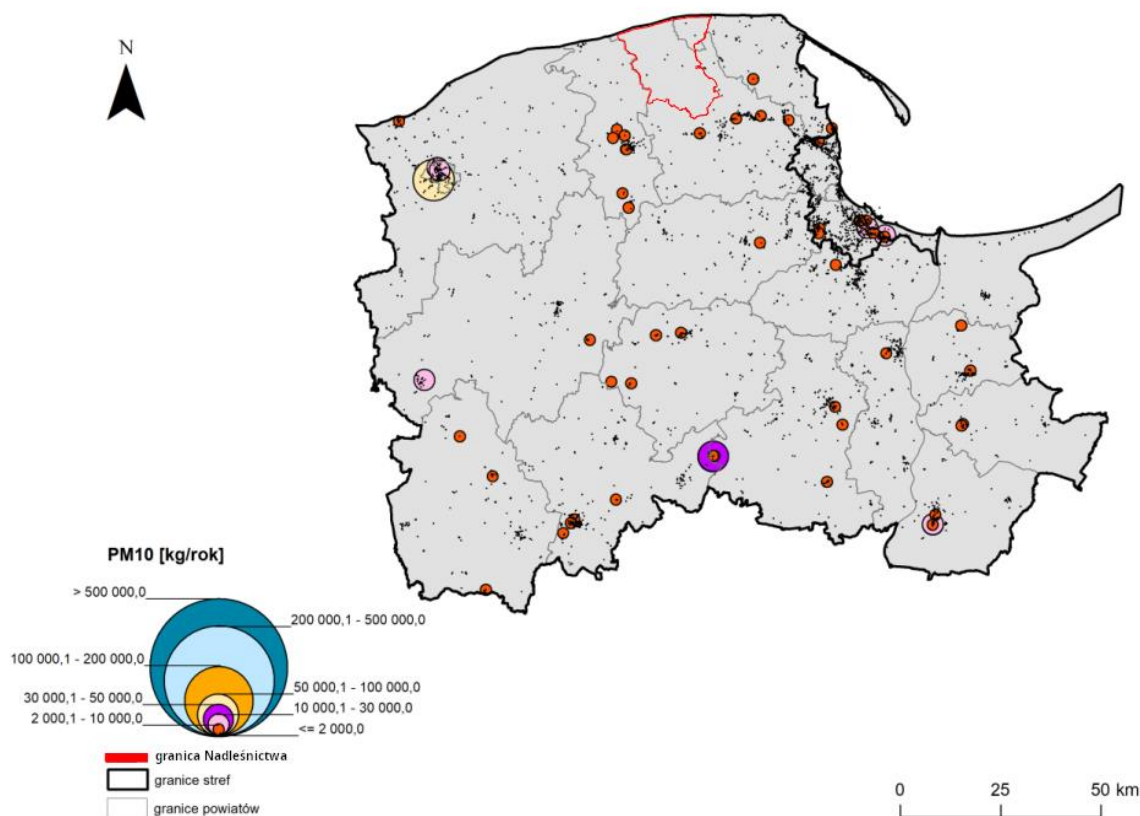 N
PM10 [kg/rok]
> 500 000,0
200 000,1 - 500 000,0
100 000,1 - 200 000,0
50 000,1 - 100 000,0
30 000,1 - 50 000,0
10 000,1 - 30 000,0
2 000,1 - 10 000,0
<= 2 000,0
granica Nadleśnictwa
granice stref
granice powiatów
0 25 50 km